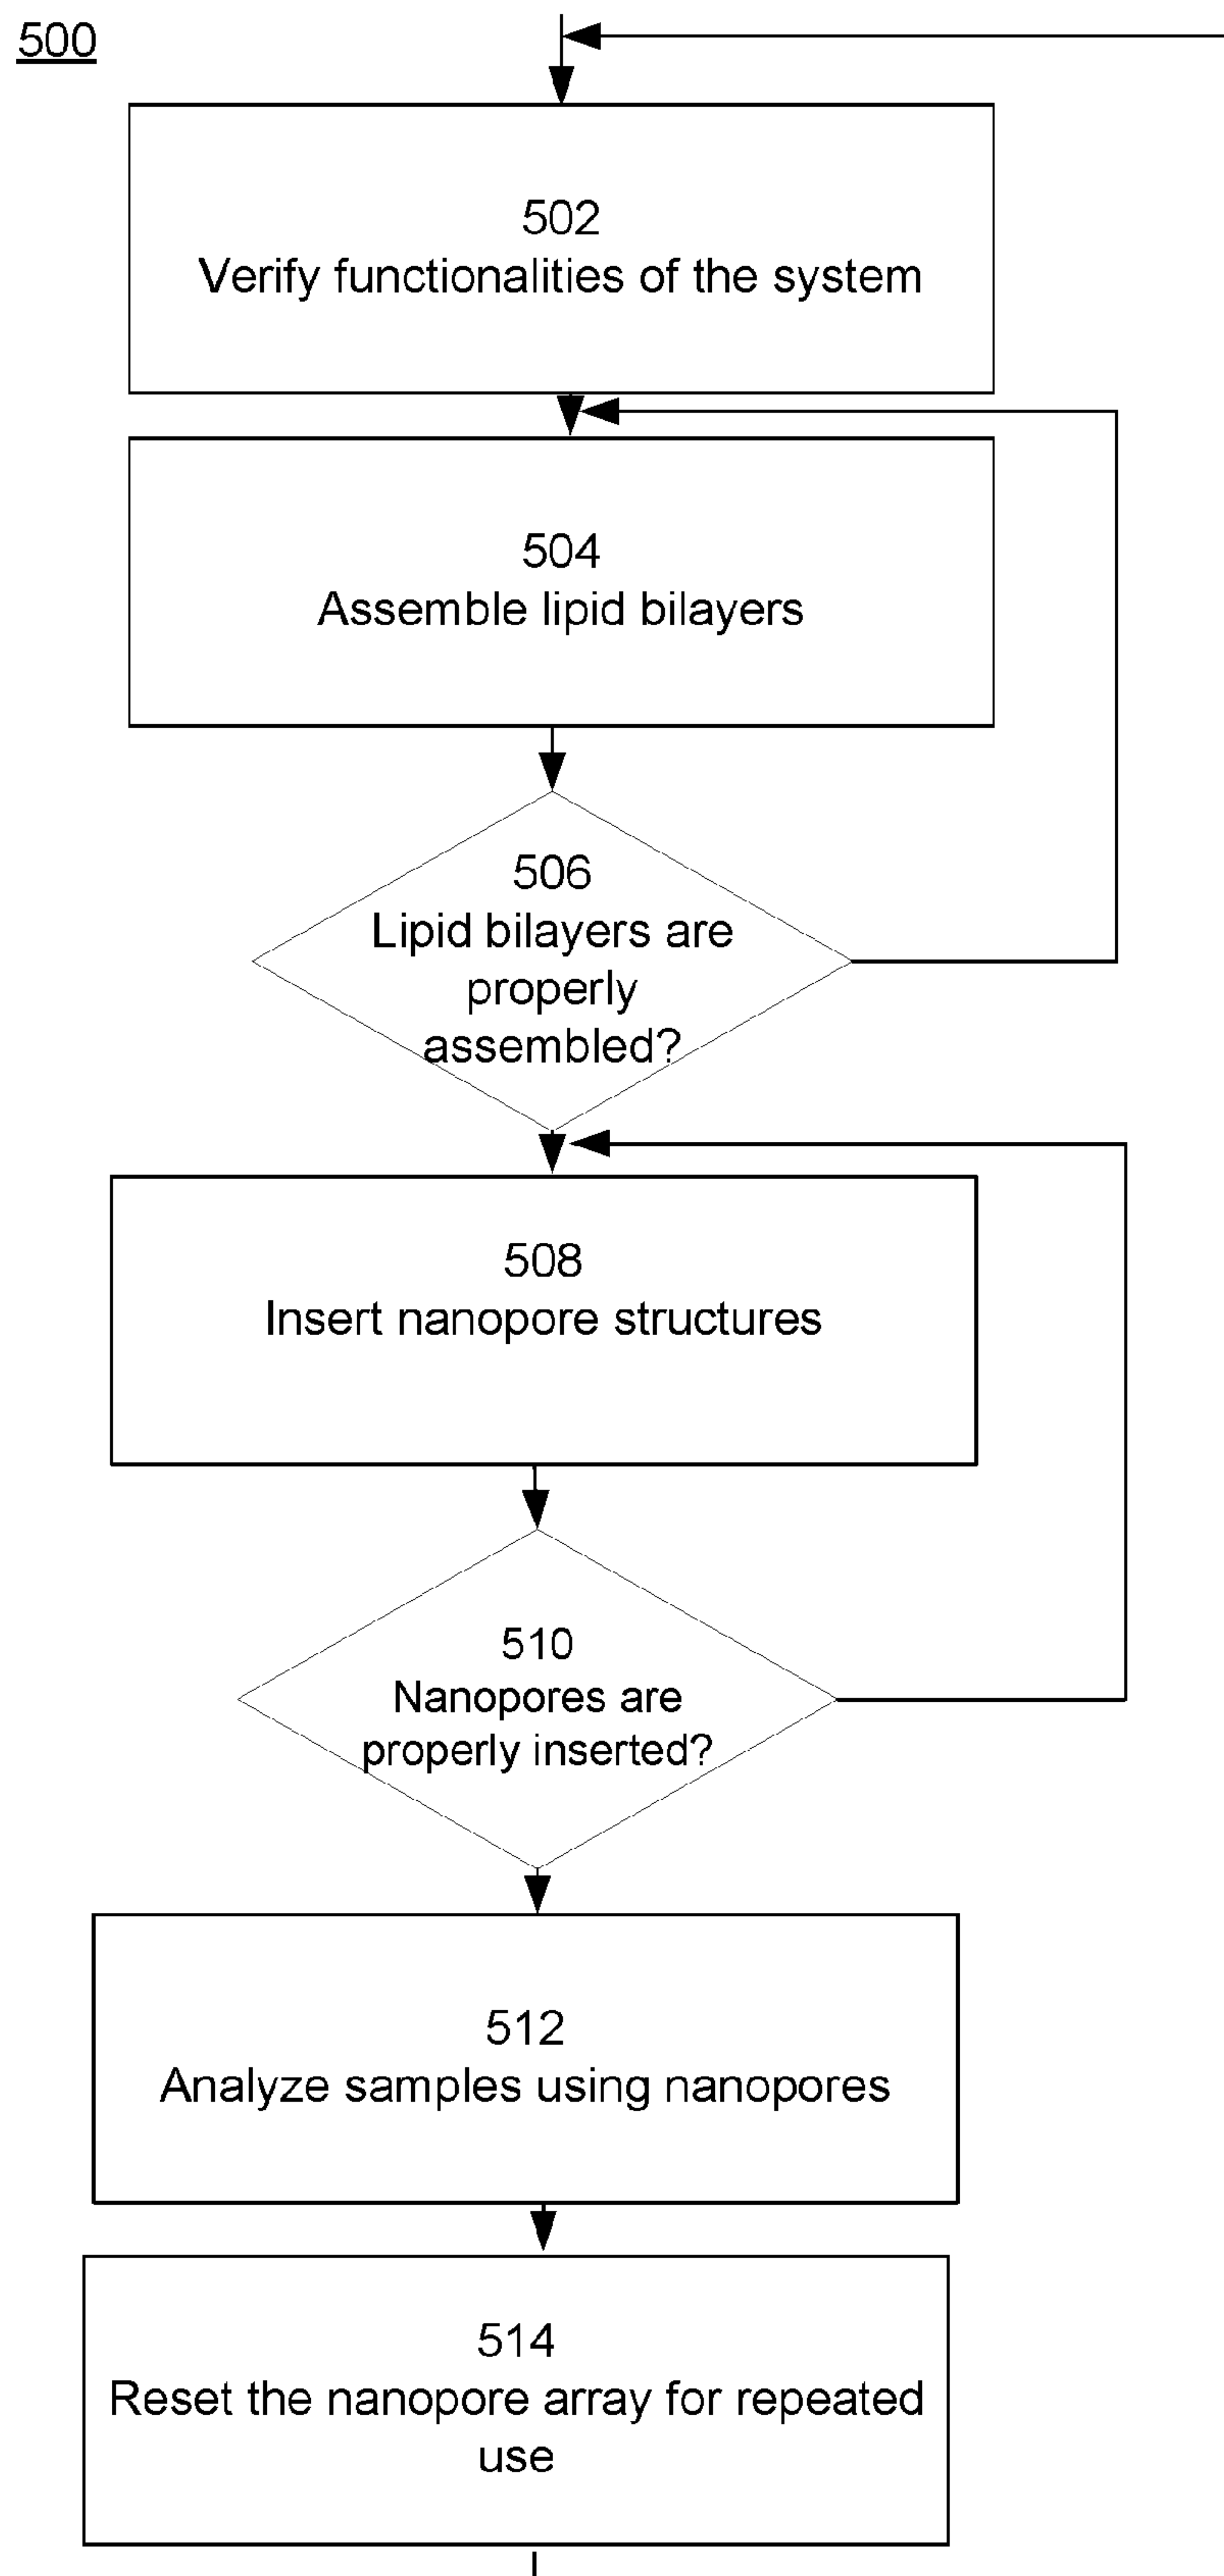 500
502
Verify functionalities of the system
504
Assemble lipid bilayers
506
Lipid bilayers are
properly
assembled?
508
Insert nanopore structures
510
Nanopores are
properly inserted?
512
Analyze samples using nanopores
514
Reset the nanopore array for repeated
use